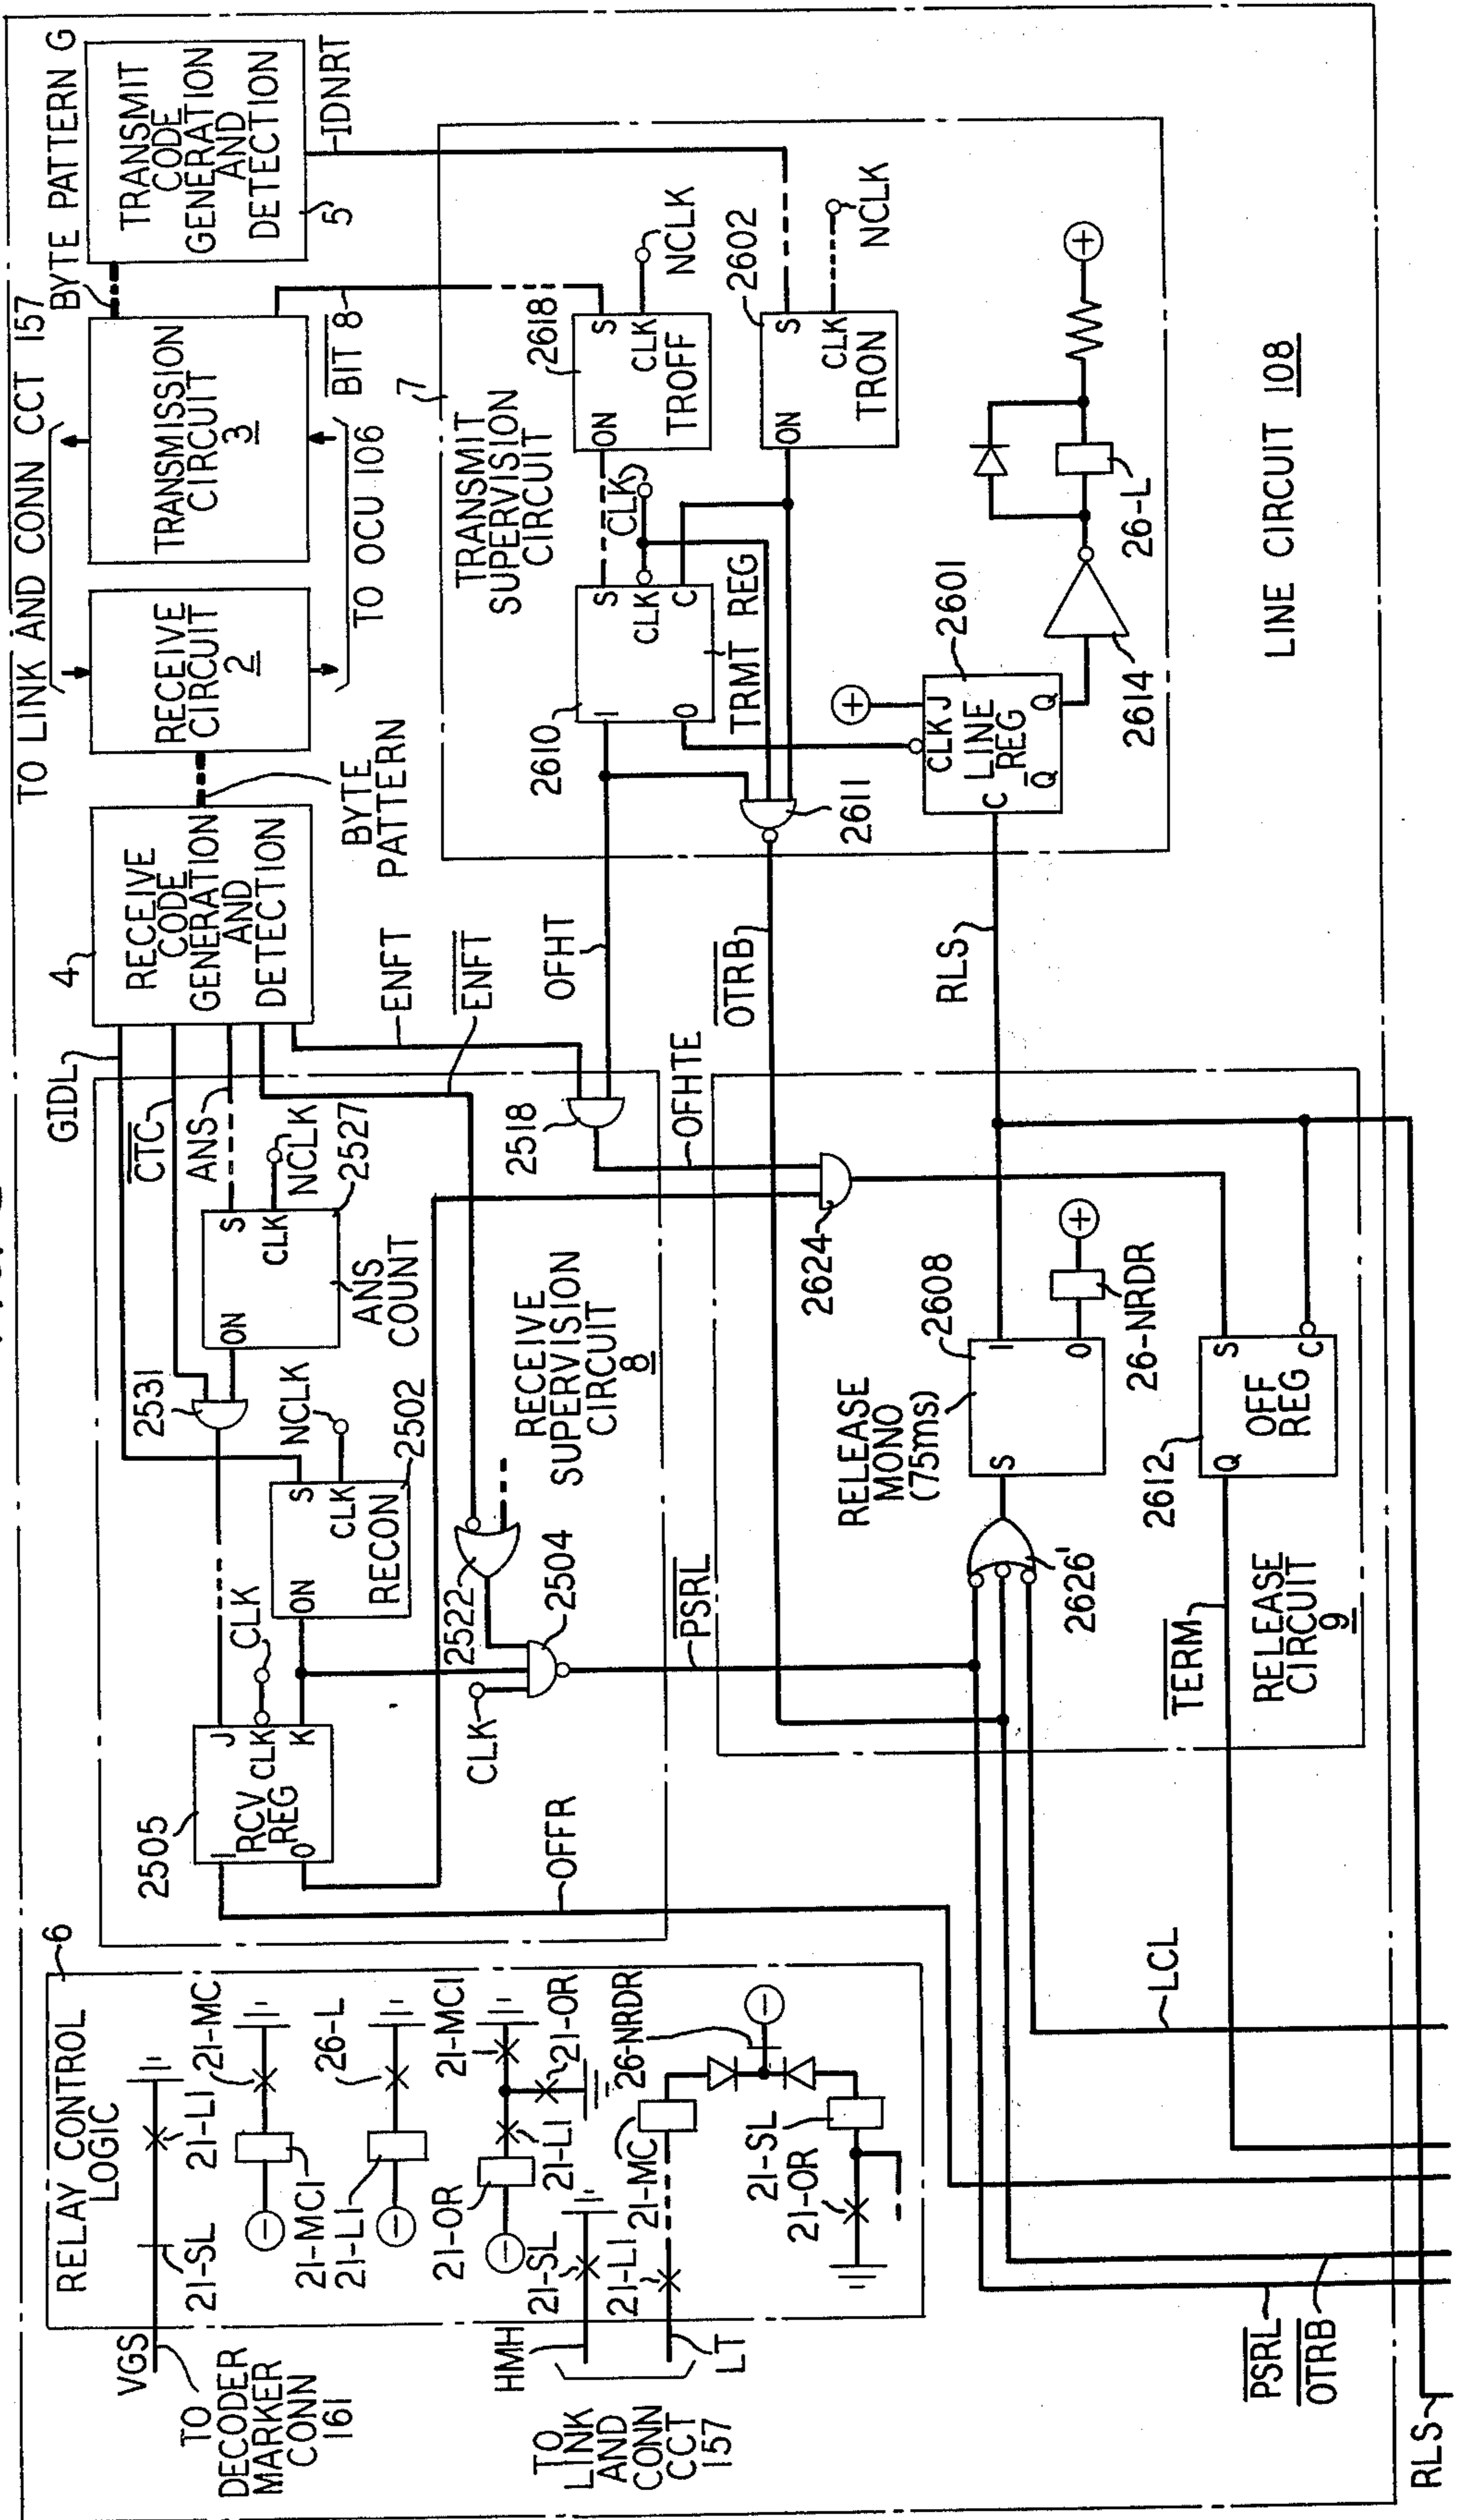 TO LINK AND CONN CCT 157
BYTE PATTERN G
TRANSMIT
CODE
GENERATION
AND
DETECTION
5
IDNRT
TRANSMISSION
CIRCUIT
3
BIT 8
RECEIVE
CIRCUIT
2
TO OCU 106
BYTE
PATTERN
4
RECEIVE
CODE
GENERATION
AND
DETECTION
GIDL
CTC
ANS
ENFT
ENFT
7
TRANSMIT
SUPERVISION
CIRCUIT
2618
S
CLK
ON
TROFF
NCLK
2602
S
CLK
ON
TRON
NCLK
CLK
2610
S
CLK
C
1
0
TRMT REG
2611
2601
CLK J
LINE
REG
C
Q
Q
2614
26-L
OFHT
OTRB
RLS
LINE CIRCUIT 108
2531
S
CLK
ON
NCLK
2527
ANS
COUNT
2505
1
RCV
REG
0
J
CLK
K
CLK
NCLK
S
CLK
ON
RECON
2502
2522
2504
CLK
2518
OFHTE
RECEIVE
SUPERVISION
CIRCUIT
8
OFFR
PSRL
2624
RELEASE
MONO
(75ms)
2608
1
S
0
26-NRDR
2626'
2612
S
Q
OFF
REG
C
TERM
RELEASE
CIRCUIT
9
LCL
6
RELAY CONTROL
LOGIC
VGS
21-SL
21-LI
21-MC
21-MCI
26-L
21-LI
21-MCI
21-OR
21-OR
21-LI
26-NRDR
21-SL
21-MC
21-LI
21-SL
21-OR
HMH
LT
TO
DECODER
MARKER
CONN
161
TO
LINK
AND
CONN
CCT
157
PSRL
OTRB
RLS